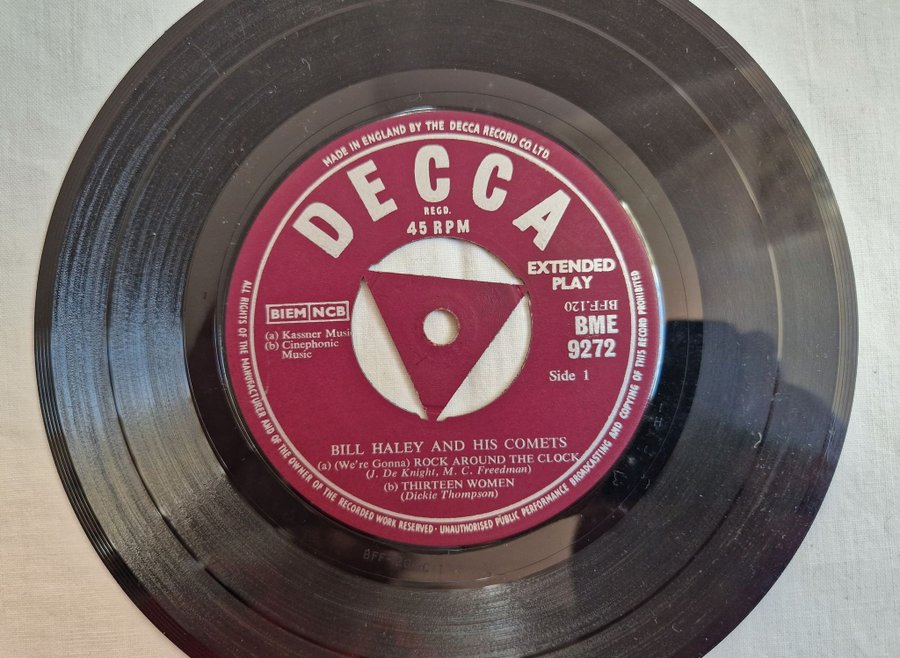 MADE IN ENGLAND BY THE DECCA RECORD CO. LTD.
DECCA
REGD.
45 RPM
EXTENDED
PLAY
BFF.120
BIEM NCB
BME
9272
(a) Kassner Musi
(b) Cinephonic
Music
Side 1
BILL HALEY AND HIS COMETS
(a) (We're Gonna) ROCK AROUND THE CLOCK
(J. De Knight, M. C. Freedman)
(b) THIRTEEN WOMEN
(Dickie Thompson)
ALL RIGHTS OF THE MANUFACTURER AND OF THE OWNER OF THE RECORDED WORK RESERVED · UNAUTHORISED PUBLIC PERFORMANCE BROADCASTING AND COPYING OF THIS RECORD PROHIBITED